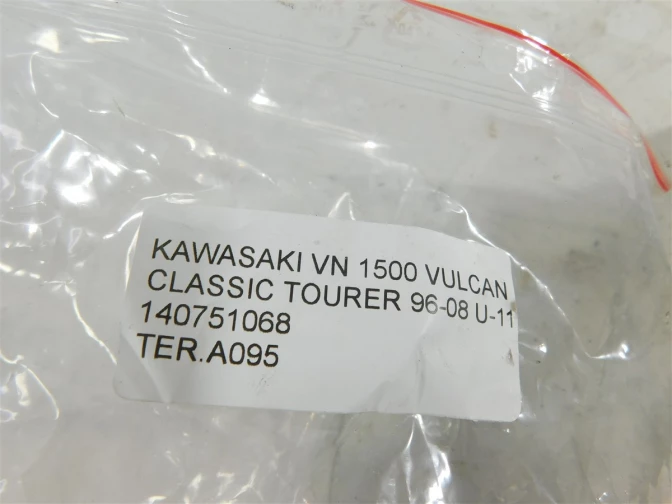 KAWASAKI VN 1500 VULCAN
CLASSIC TOURER 96-08 U-11
140751068
TER.A095